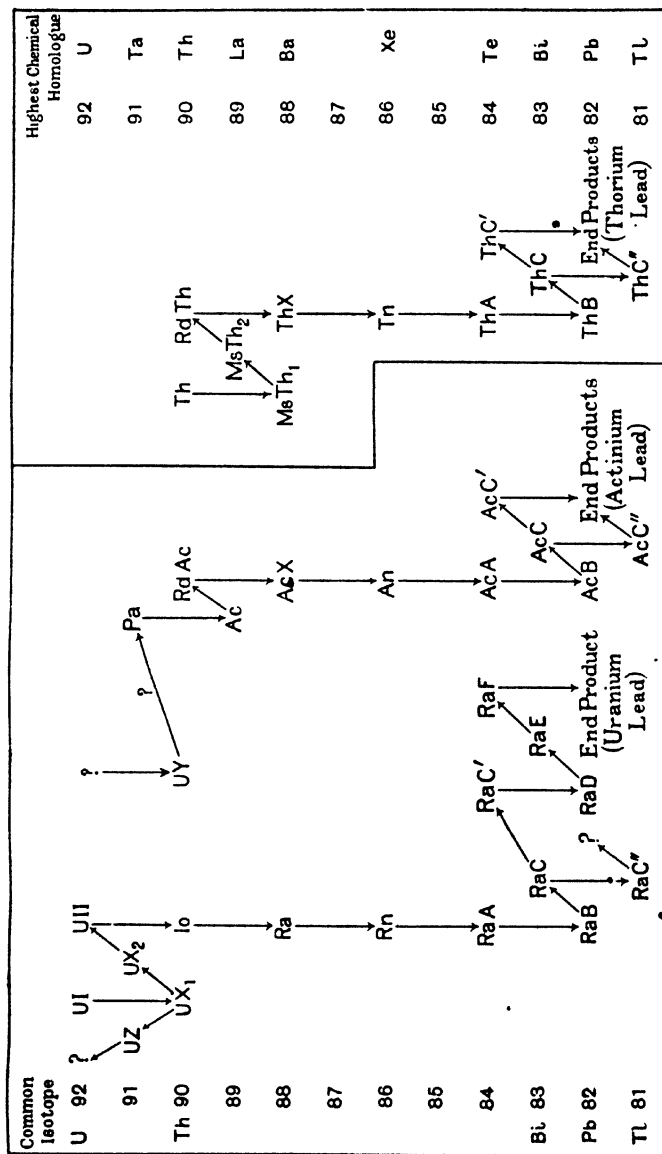 Common Highest Chemical
Isotope Homologue
U 92 ? UI UII ? 92 U
91 UZ UX₂ ? Pa 91 Ta
Th 90 UX₁ Io UY Rd Ac Th Rd Th 90 Th
89 Ac MsTh₂ 89 La
88 Ra AcX MsTh₁ ThX 88 Ba
87 87
86 Rn An Tn 86 Xe
85 85
84 RaA RaC′ RaF AcA AcC′ ThA ThC′ 84 Te
Bi 83 RaC RaE AcC ThC 83 Bi
Pb 82 RaB ? RaD End Product AcB End Products ThB End Products 82 Pb
(Uranium (Actinium (Thorium
Tl 81 RaC″ Lead) AcC″ Lead) ThC″ Lead) 81 Tl